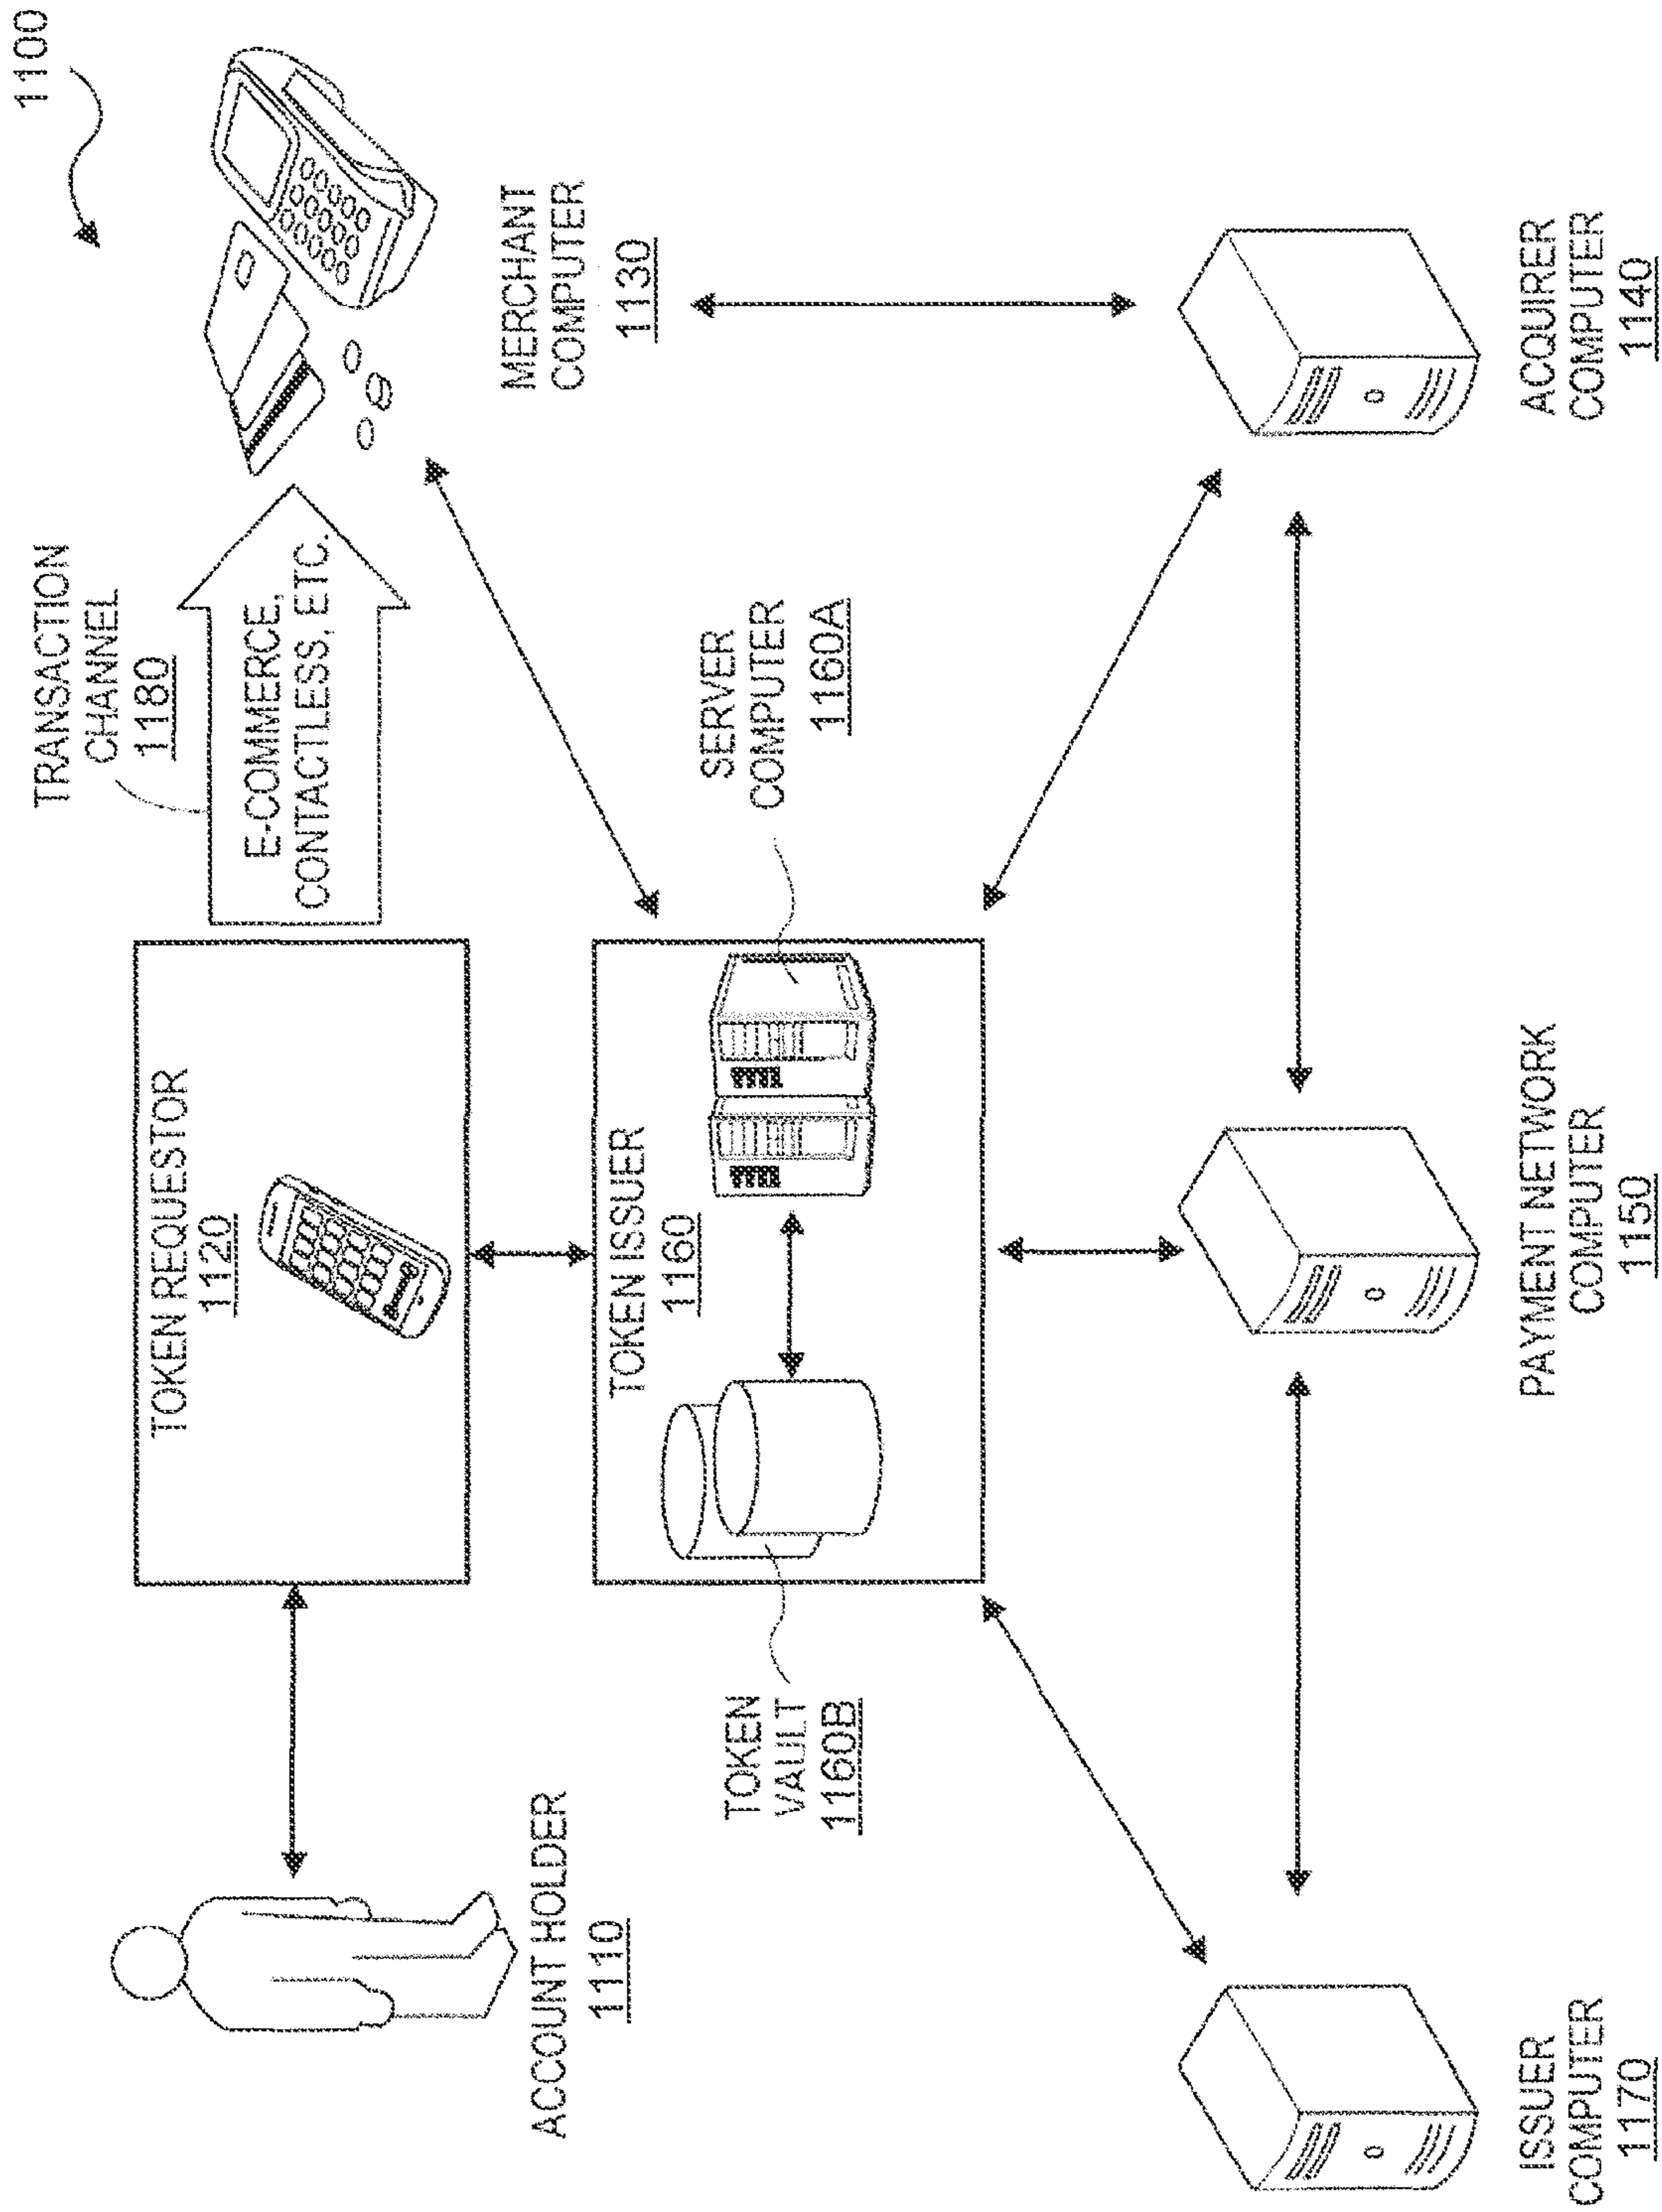 1100
TRANSACTION
CHANNEL
1180
E-COMMERCE,
CONTACTLESS, ETC.
TOKEN REQUESTOR
1120
ACCOUNT HOLDER
1110
MERCHANT
COMPUTER
1130
TOKEN ISSUER
1160
SERVER
COMPUTER
1160A
TOKEN
VAULT
1160B
ISSUER
COMPUTER
1170
PAYMENT NETWORK
COMPUTER
1150
ACQUIRER
COMPUTER
1140